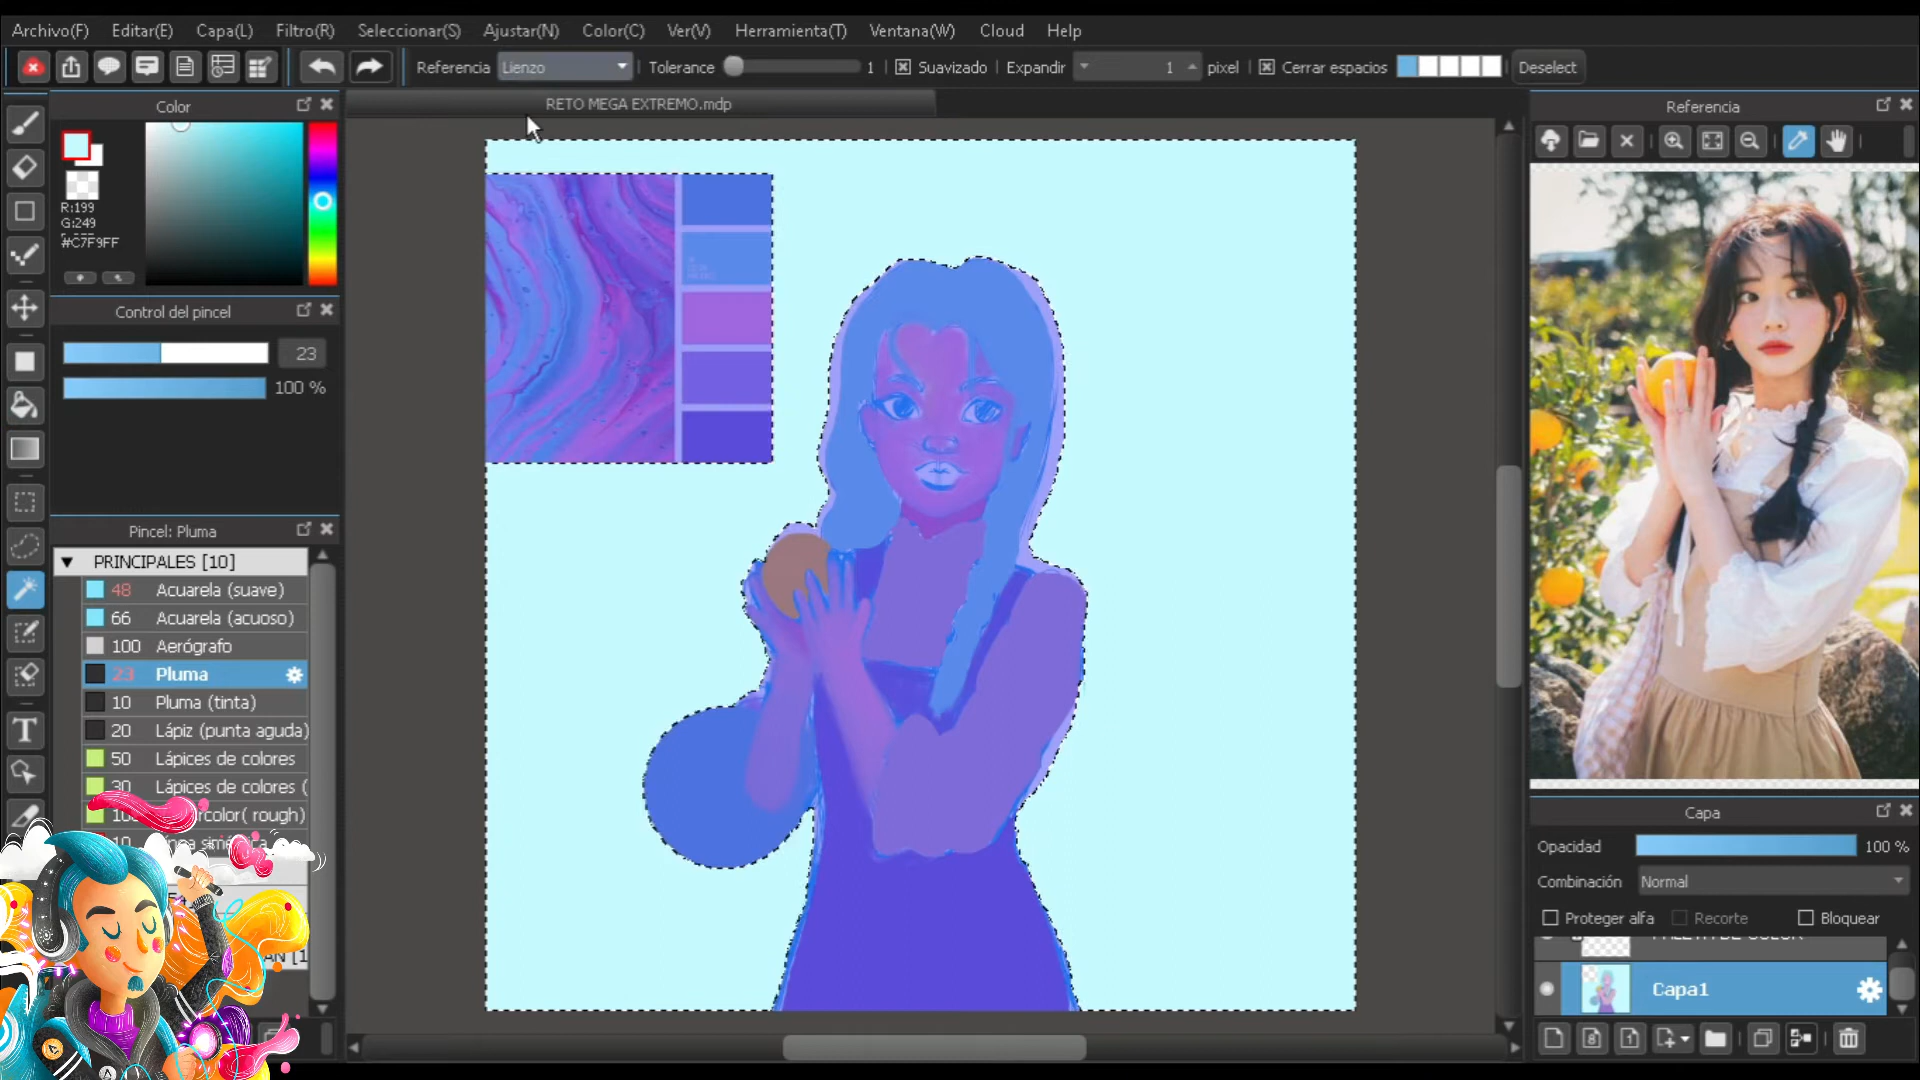 Archivo(F) Editar(E) Capa(L) Filtro(R) Seleccionar(S) Ajustar(N) Color(C) Ver(V) Herramienta(T) Ventana(W) Cloud Help
Referencia Lienzo Tolerance 1 Suavizado Expandir 1 pixel Cerrar espacios Deselect
Color
RETO MEGA EXTREMO.mdp
Referencia
R:199
G:249
#C7F9FF
Control del pincel
23
100 %
Pincel: Pluma
PRINCIPALES [10]
48 Acuarela (suave)
66 Acuarela (acuoso)
100 Aerógrafo
23 Pluma
10 Pluma (tinta)
20 Lápiz (punta aguda)
50 Lápices de colores
30 Lápices de colores (
rcolor( rough)
Capa
Opacidad 100 %
Combinación Normal
Proteger alfa Recorte Bloquear
Capa1